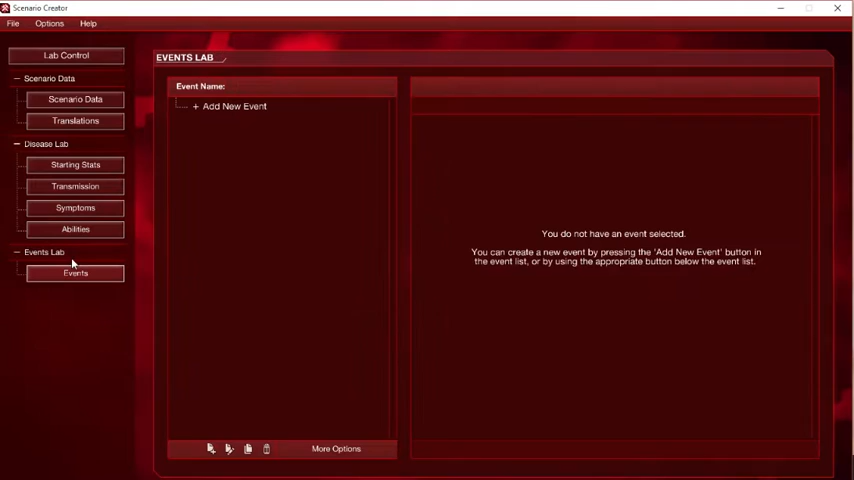 Scenario Creator
File Options Help
Lab Control
Scenario Data
Scenario Data
Translations
Disease Lab
Starting Stats
Transmission
Symptoms
Abilities
Events Lab
Events
EVENTS LAB
Event Name:
+ Add New Event
More Options
You do not have an event selected.
You can create a new event by pressing the 'Add New Event' button in
the event list, or by using the appropriate button below the event list.